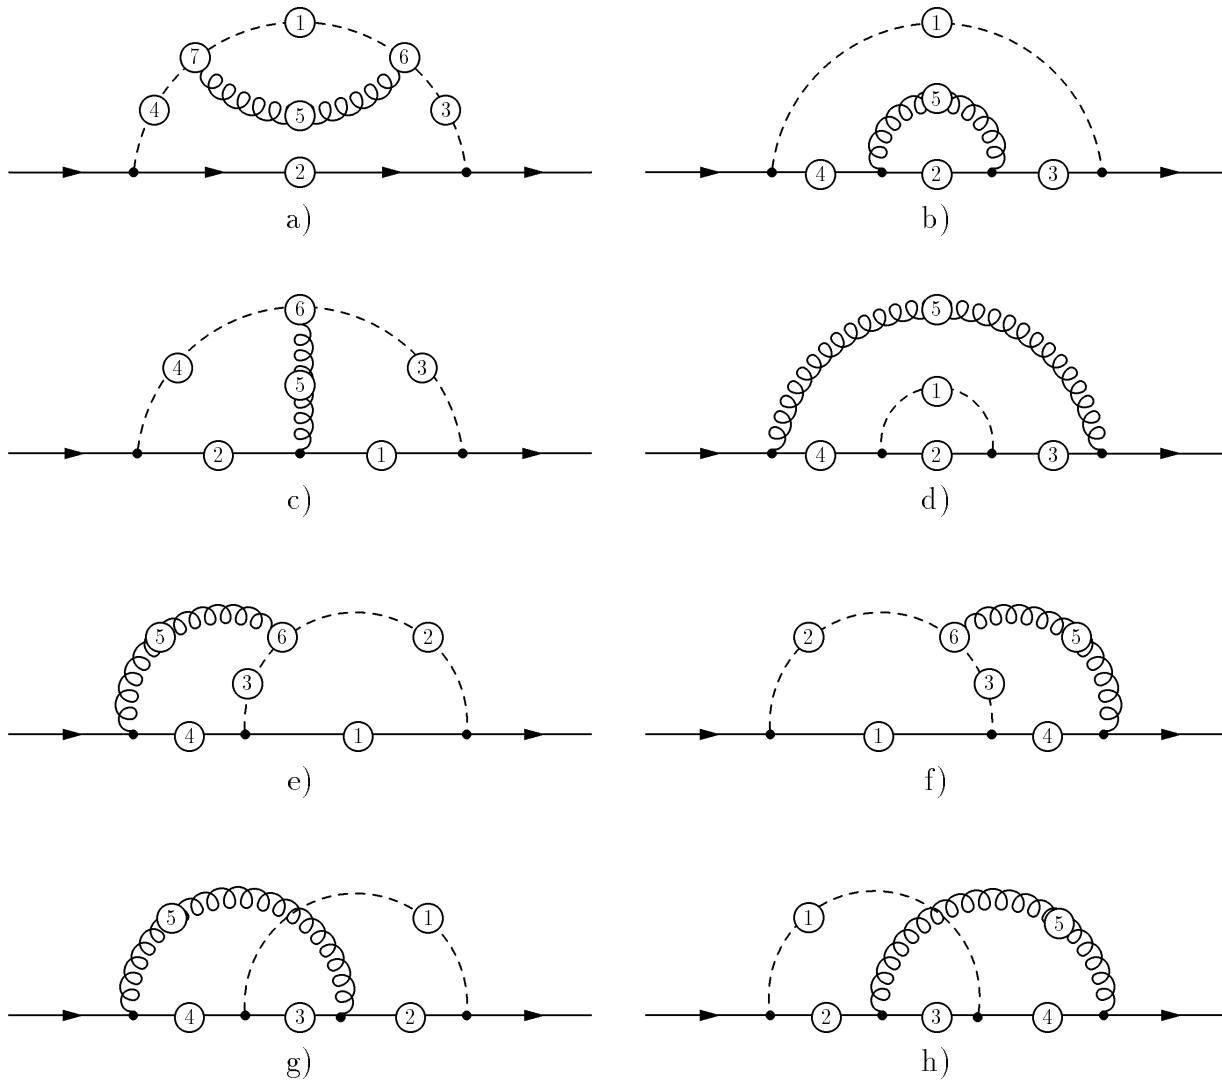 1 1
7 6
5 5
4 3
2 4 2 3
a) b)
6 5
4 3
5 1
2 1 4 2 3
c) d)
5 6 2 2 6 5
3 3
4 1 1 4
e) f)
5 1 1 5
4 3 2 2 3 4
g) h)